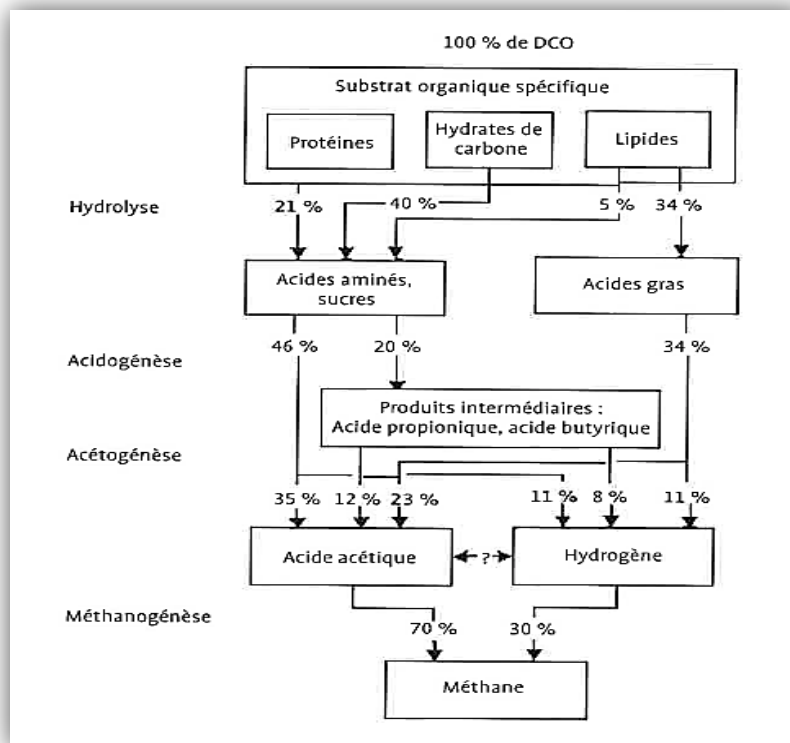 100 % de DCO
Substrat organique spécifique
Protéines
Hydrates de
carbone
Lipides
Hydrolyse
21 %
40 %
5 %
34 %
Acides aminés,
sucres
Acides gras
46 %
20 %
34 %
Acidogénèse
Produits intermédiaires :
Acide propionique, acide butyrique
Acétogénèse
35 %
12 %
23 %
11 %
8 %
11 %
Acide acétique
?
Hydrogène
Méthanogénèse
70 %
30 %
Méthane